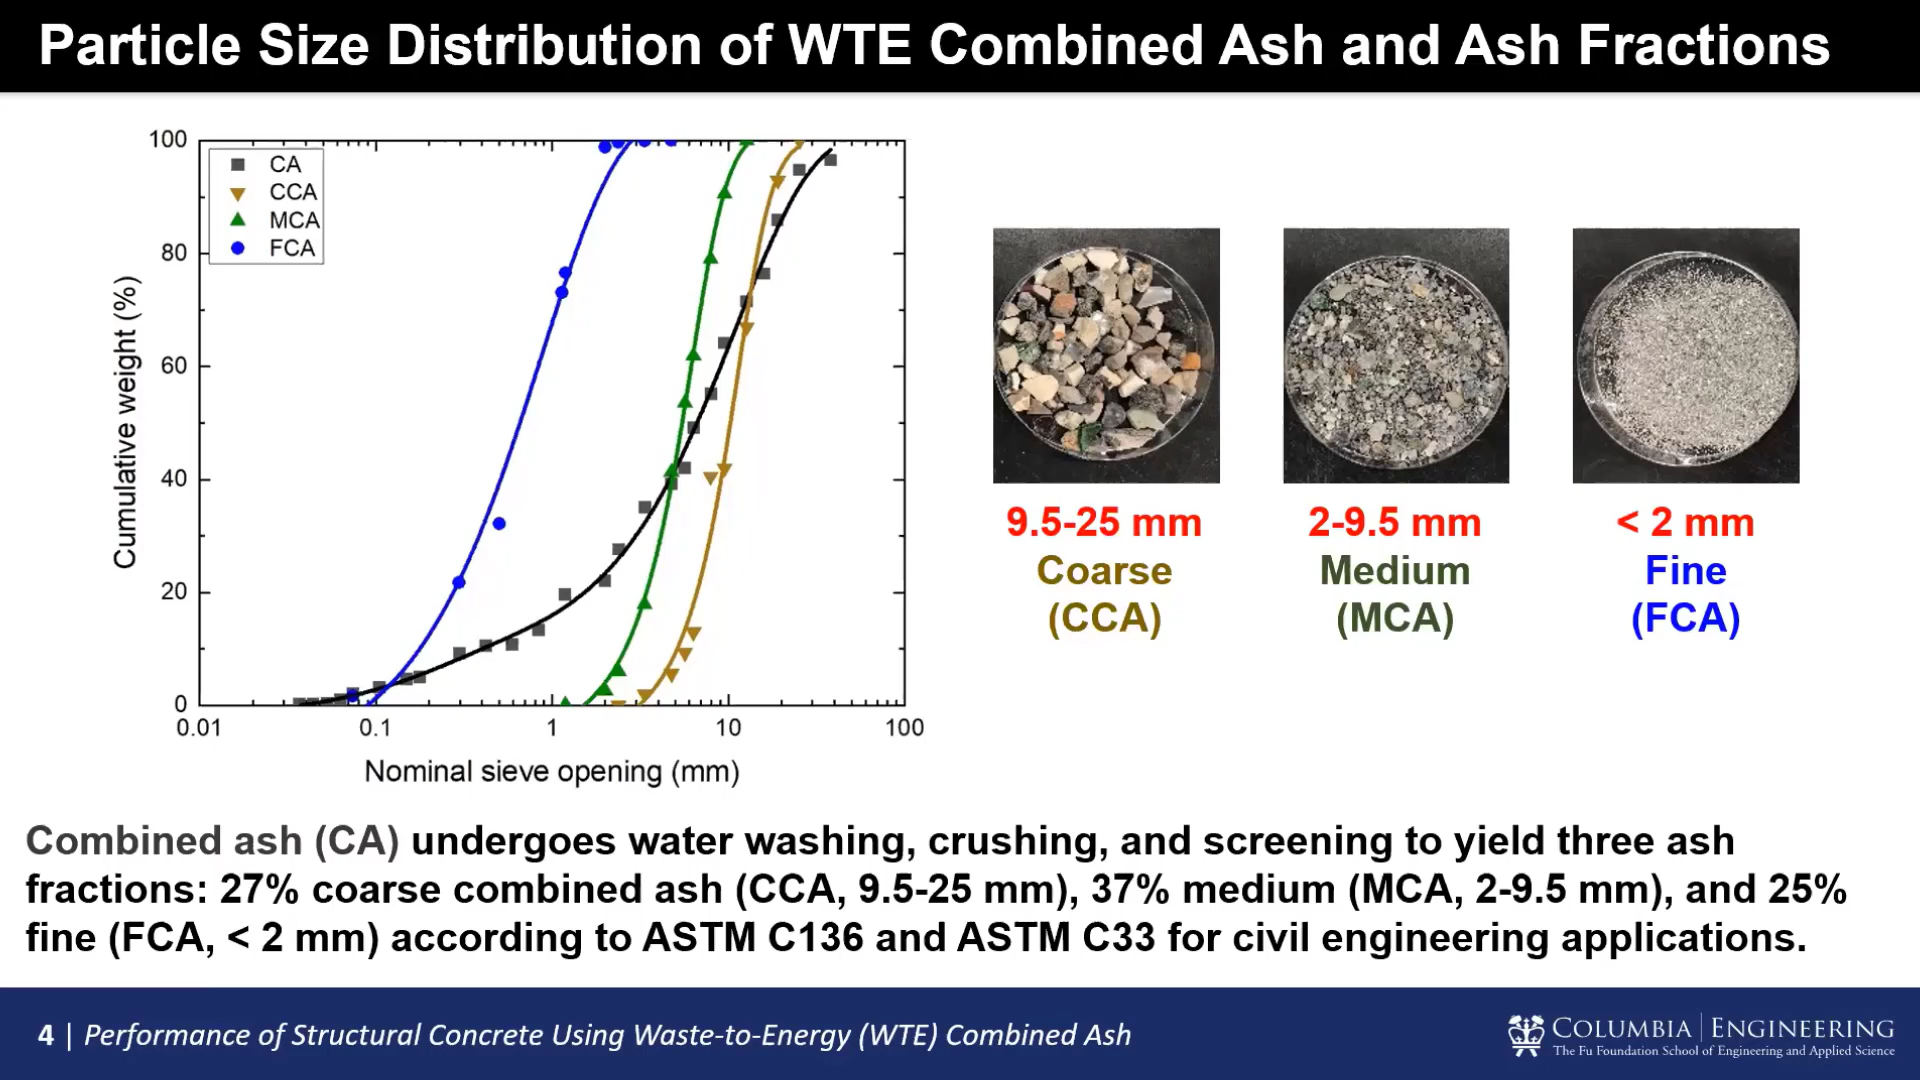 Particle Size Distribution of WTE Combined Ash and Ash Fractions
100
80
60
40
20
0
Cumulative weight (%)
CA
CCA
MCA
FCA
0.01
0.1
1
10
100
Nominal sieve opening (mm)
9.5-25 mm
Coarse
(CCA)
2-9.5 mm
Medium
(MCA)
< 2 mm
Fine
(FCA)
Combined ash (CA) undergoes water washing, crushing, and screening to yield three ash
fractions: 27% coarse combined ash (CCA, 9.5-25 mm), 37% medium (MCA, 2-9.5 mm), and 25%
fine (FCA, < 2 mm) according to ASTM C136 and ASTM C33 for civil engineering applications.
4 | Performance of Structural Concrete Using Waste-to-Energy (WTE) Combined Ash
COLUMBIA | ENGINEERING
The Fu Foundation School of Engineering and Applied Science